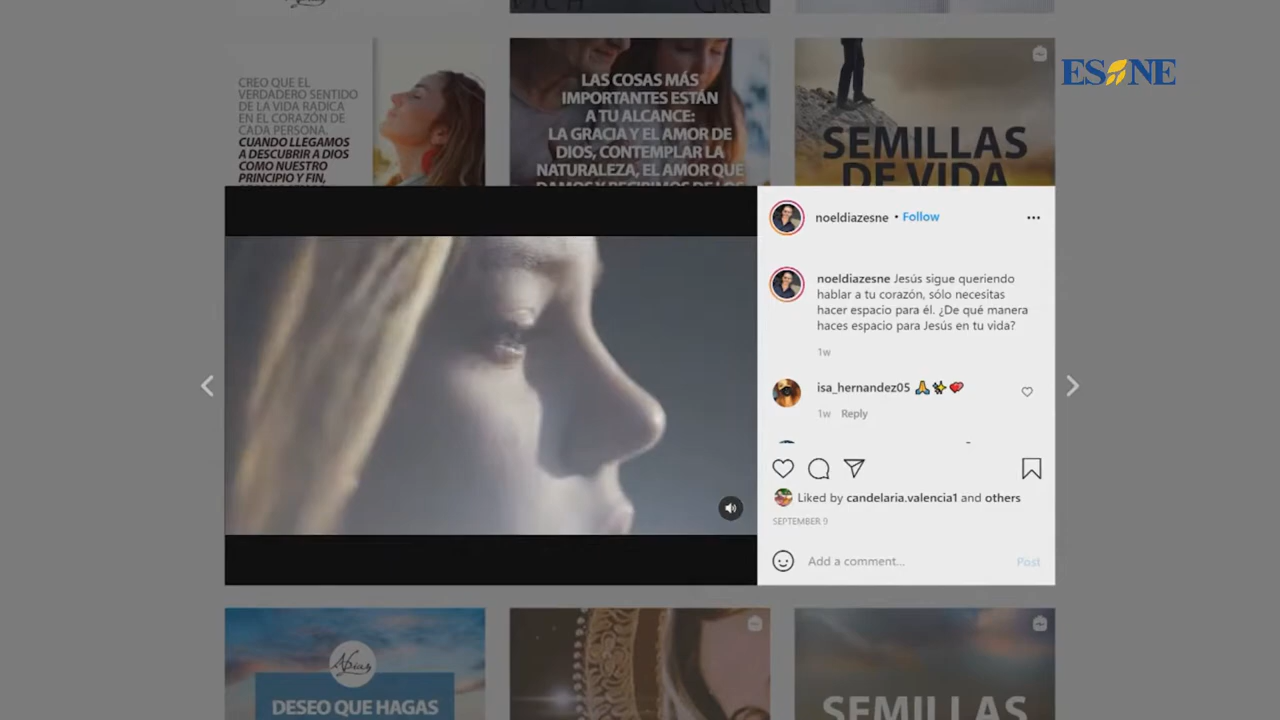 ESNE
CREO QUE EL
VERDADERO SENTIDO
DE LA VIDA RADICA
EN EL CORAZÓN DE
CADA PERSONA.
CUANDO LLEGAMOS
A DESCUBRIR A DIOS
COMO NUESTRO
PRINCIPIO Y FIN,
LAS COSAS MÁS
IMPORTANTES ESTÁN
A TU ALCANCE:
LA GRACIA Y EL AMOR DE
DIOS, CONTEMPLAR LA
NATURALEZA, EL AMOR QUE
DAMOS Y RECIBIMOS DE LOS
SEMILLAS
DE VIDA
noeldiazesne • Follow
noeldiazesne Jesús sigue queriendo
hablar a tu corazón, sólo necesitas
hacer espacio para él. ¿De qué manera
haces espacio para Jesús en tu vida?
1w
isa_hernandez05 🙏✨💋
1w Reply
Liked by candelaria.valencia1 and others
SEPTEMBER 9
Add a comment... Post
DESEO QUE HAGAS
SEMILLAS